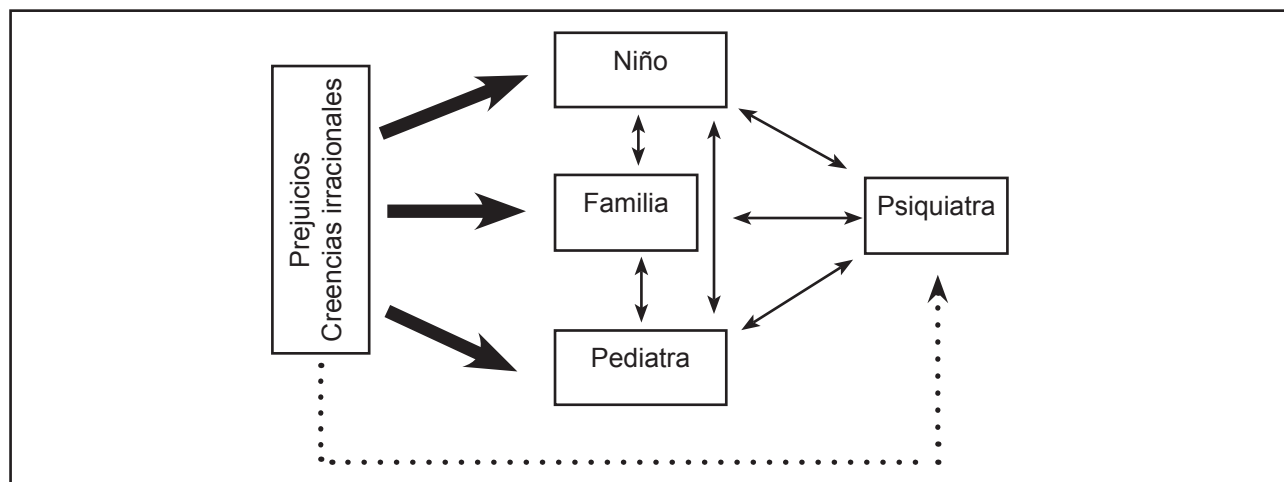 Prejuicios
Creencias irracionales
Niño
Familia
Pediatra
Psiquiatra